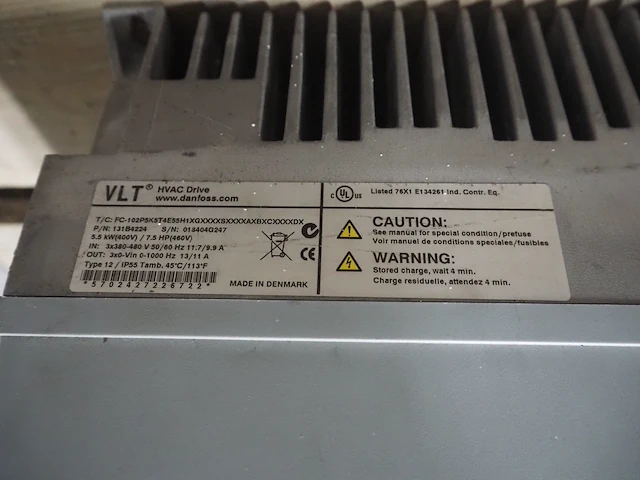 VLT® HVAC Drive
www.danfoss.com
T/C: FC-102P5K5T4E55H1XGXXXXSXXXXAXBXCXXXXDX
P/N: 131B4224 S/N: 018404G247
5.5 kW(400V) / 7.5 HP(460V)
IN: 3x380-480 V 50/60 Hz 11.7/9.9 A
OUT: 3x0-Vin 0-1000 Hz 13/11 A
Type 12 / IP55 Tamb. 45°C/113°F
*5702427226722*
MADE IN DENMARK
c UL US Listed 76X1 E134261 Ind. Contr. Eq.
CAUTION:
See manual for special condition/prefuse
Voir manuel de conditions speciales/fusibles
WARNING:
Stored charge, wait 4 min.
Charge residuelle, attendez 4 min.